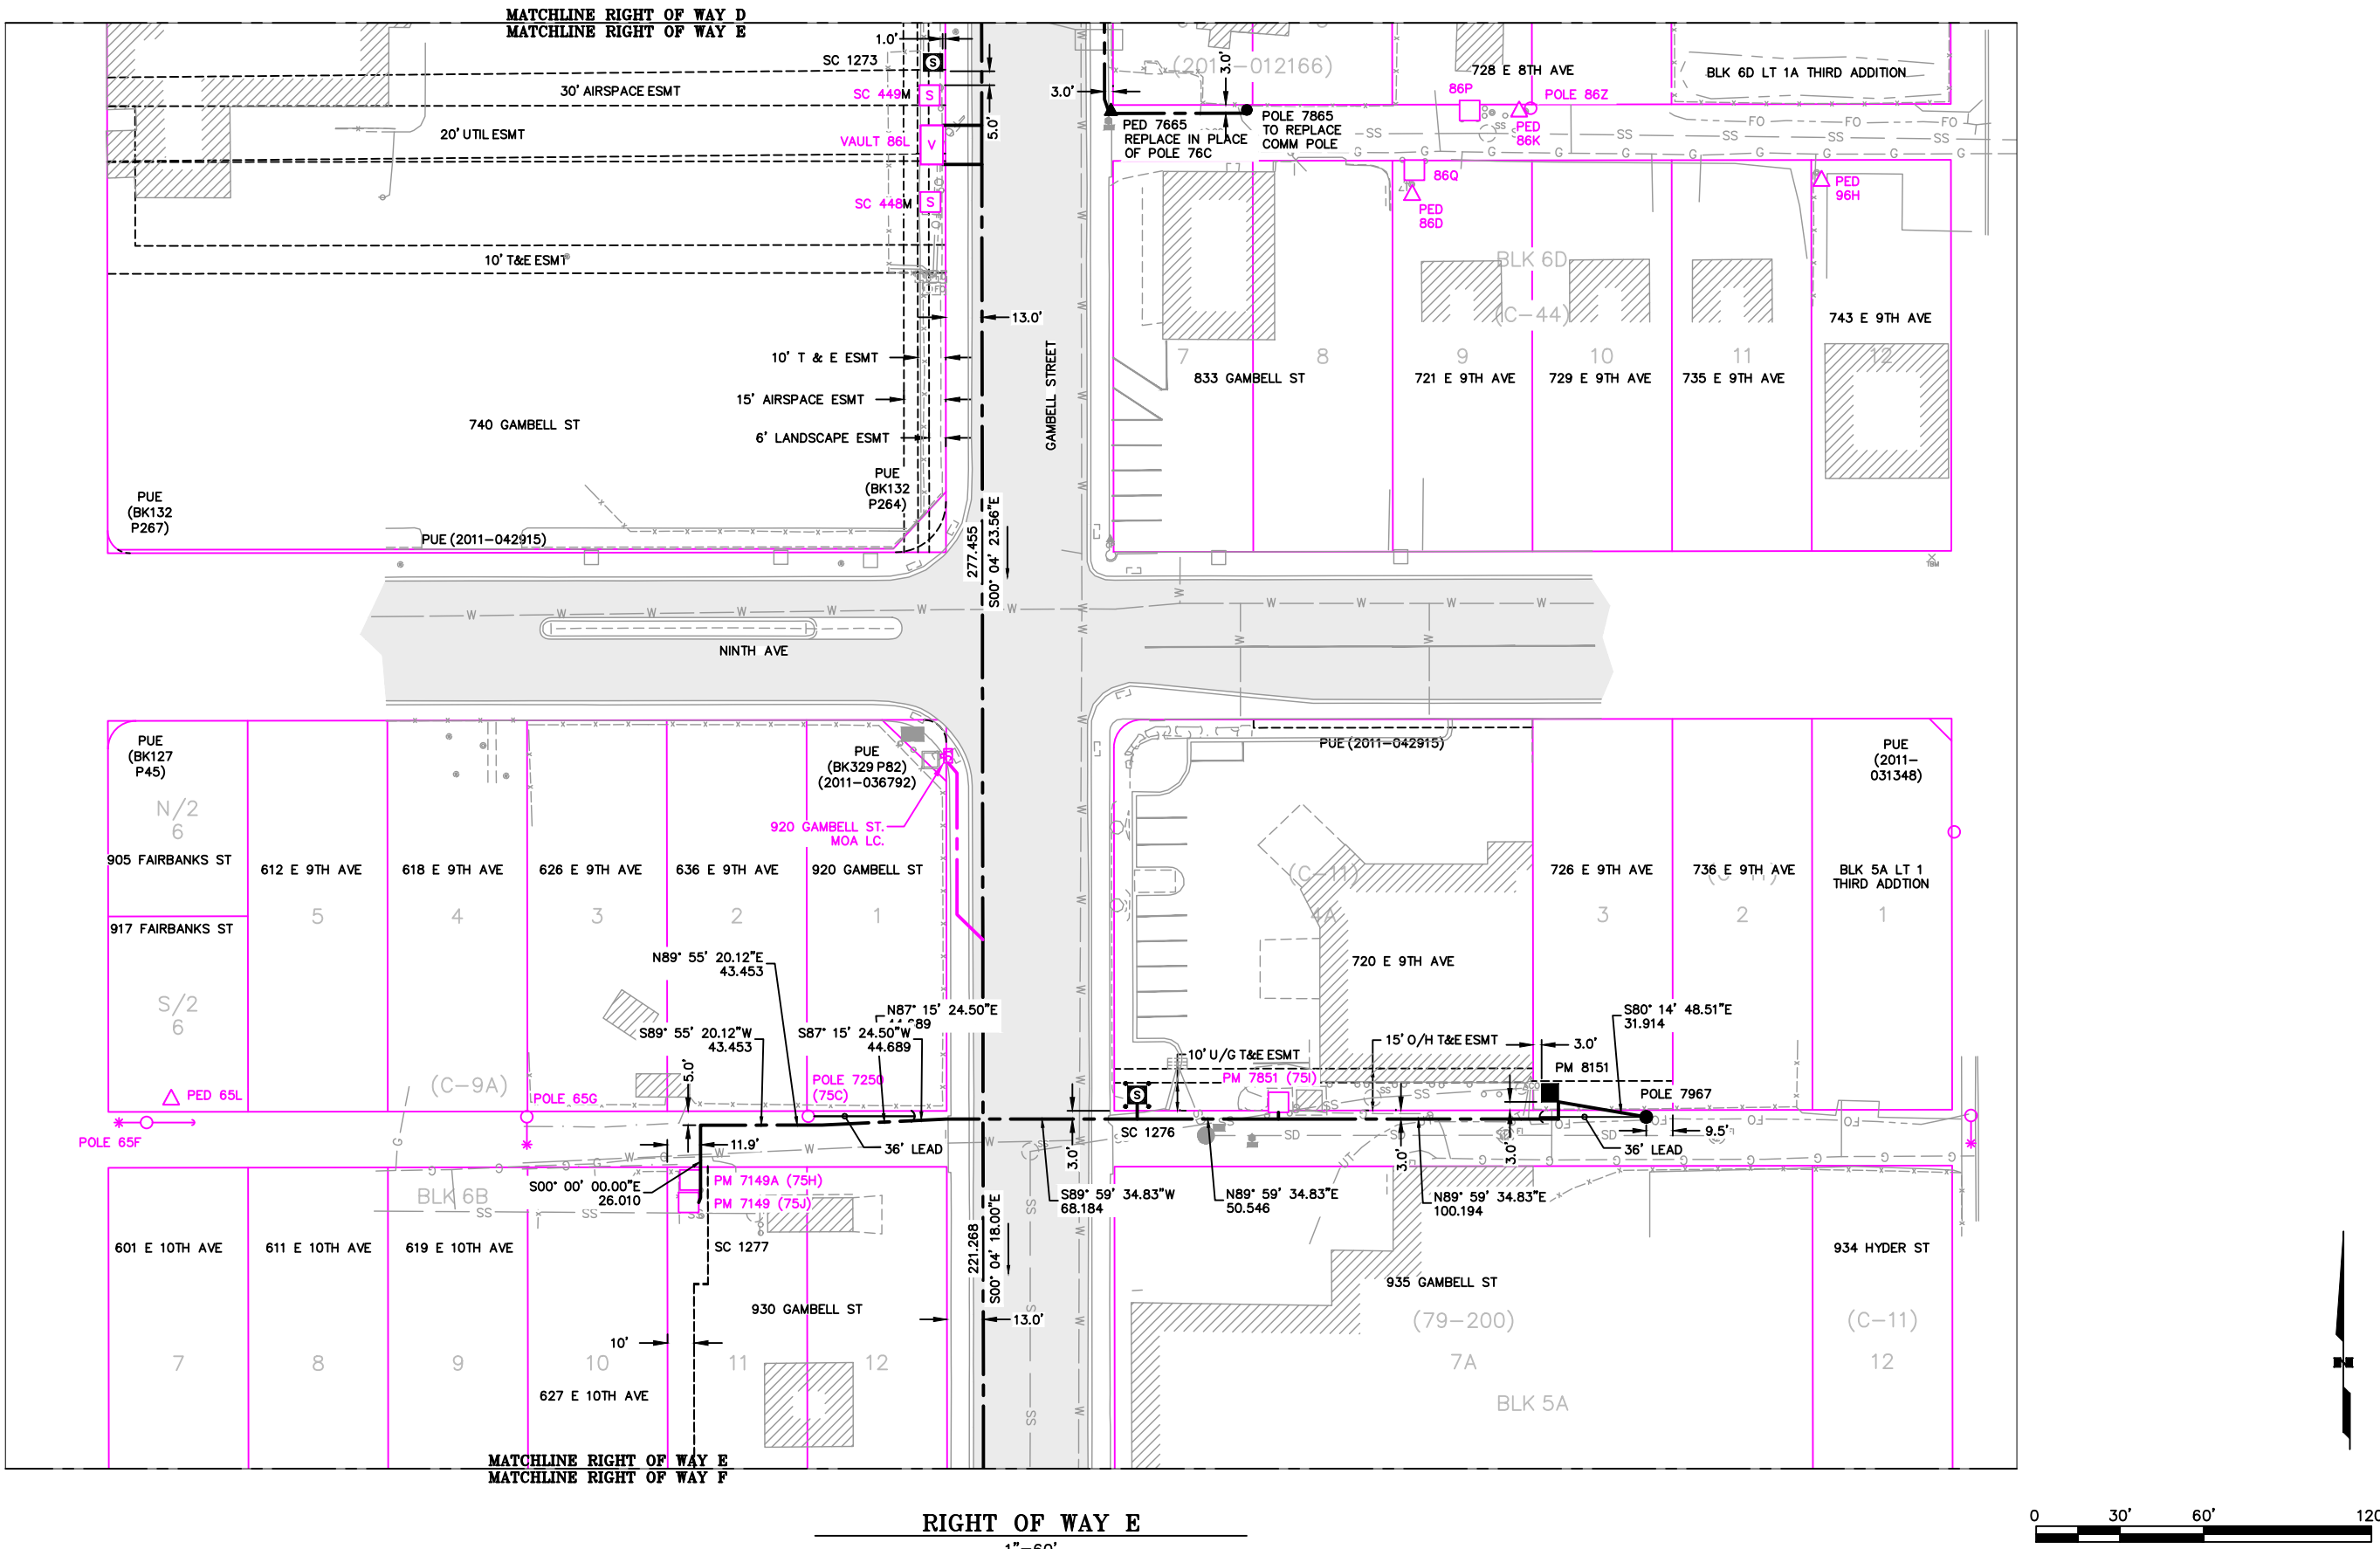 MATCHLINE RIGHT OF WAY D
MATCHLINE RIGHT OF WAY E
1.0'
SC 1273
30' AIRSPACE ESMT
SC 449M
S
S
20' UTIL ESMT
VAULT 86L
V
5.0'
SC 448M
S
10' T&E ESMT
13.0'
10' T & E ESMT
15' AIRSPACE ESMT
6' LANDSCAPE ESMT
740 GAMBELL ST
PUE
(BK132
P267)
PUE
(BK132
P264)
PUE (2011-042915)
277.455
S00° 04' 23.56"E
GAMBELL STREET
3.0'
3.0'
PED 7665
REPLACE IN PLACE
OF POLE 76C
POLE 7865
TO REPLACE
COMM POLE
728 E 8TH AVE
BLK 6D LT 1A THIRD ADDITION
86P
POLE 86Z
PED
86K
86Q
PED
86D
PED
96H
BLK 6D
(C-44)
743 E 9TH AVE
7
8
9
10
11
12
833 GAMBELL ST
721 E 9TH AVE
729 E 9TH AVE
735 E 9TH AVE
TBM
NINTH AVE
PUE
(BK127
P45)
N/2
6
905 FAIRBANKS ST
917 FAIRBANKS ST
S/2
6
612 E 9TH AVE
618 E 9TH AVE
626 E 9TH AVE
636 E 9TH AVE
920 GAMBELL ST
5
4
3
2
1
PUE
(BK329 P82)
(2011-036792)
920 GAMBELL ST.
MOA LC.
N89° 55' 20.12"E
43.453
N87° 15' 24.50"E
S89° 55' 20.12"W
43.453
S87° 15' 24.50"W
44.689
5.0'
POLE 7250
(75C)
(C-9A)
PED 65L
POLE 65G
POLE 65F
11.9'
36' LEAD
S00° 00' 00.00"E
26.010
PM 7149A (75H)
PM 7149 (75J)
BLK 6B
SC 1277
601 E 10TH AVE
611 E 10TH AVE
619 E 10TH AVE
627 E 10TH AVE
930 GAMBELL ST
10'
7
8
9
10
11
12
221.268
S00° 04' 18.00"E
13.0'
PUE (2011-042915)
PUE
(2011-
031348)
(C-11)
4A
726 E 9TH AVE
736 E 9TH AVE
BLK 5A LT 1
THIRD ADDTION
3
2
1
720 E 9TH AVE
S80° 14' 48.51"E
31.914
10' U/G T&E ESMT
15' O/H T&E ESMT
3.0'
PM 7851 (75I)
PM 8151
POLE 7967
S
SC 1276
3.0'
3.0'
3.0'
9.5'
36' LEAD
S89° 59' 34.83"W
68.184
N89° 59' 34.83"E
50.546
N89° 59' 34.83"E
100.194
935 GAMBELL ST
934 HYDER ST
(79-200)
(C-11)
7A
12
BLK 5A
MATCHLINE RIGHT OF WAY E
MATCHLINE RIGHT OF WAY F
RIGHT OF WAY E
N
0 30' 60' 120